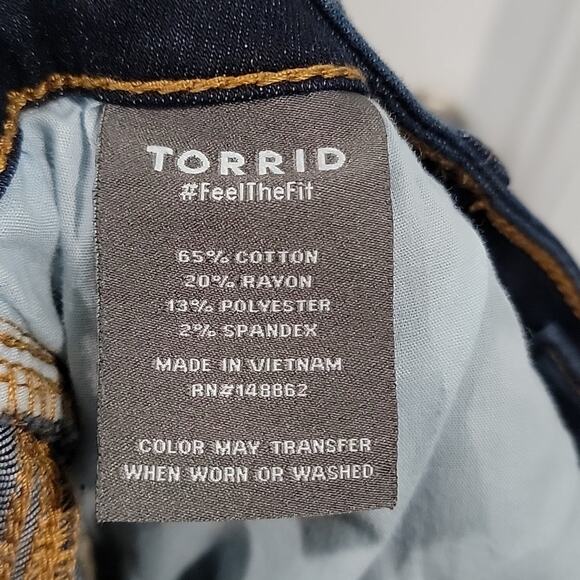 TORRID
#FeelTheFit
65% COTTON
20% RAYON
13% POLYESTER
2% SPANDEX
MADE IN VIETNAM
RN#148862
COLOR MAY TRANSFER
WHEN WORN OR WASHED